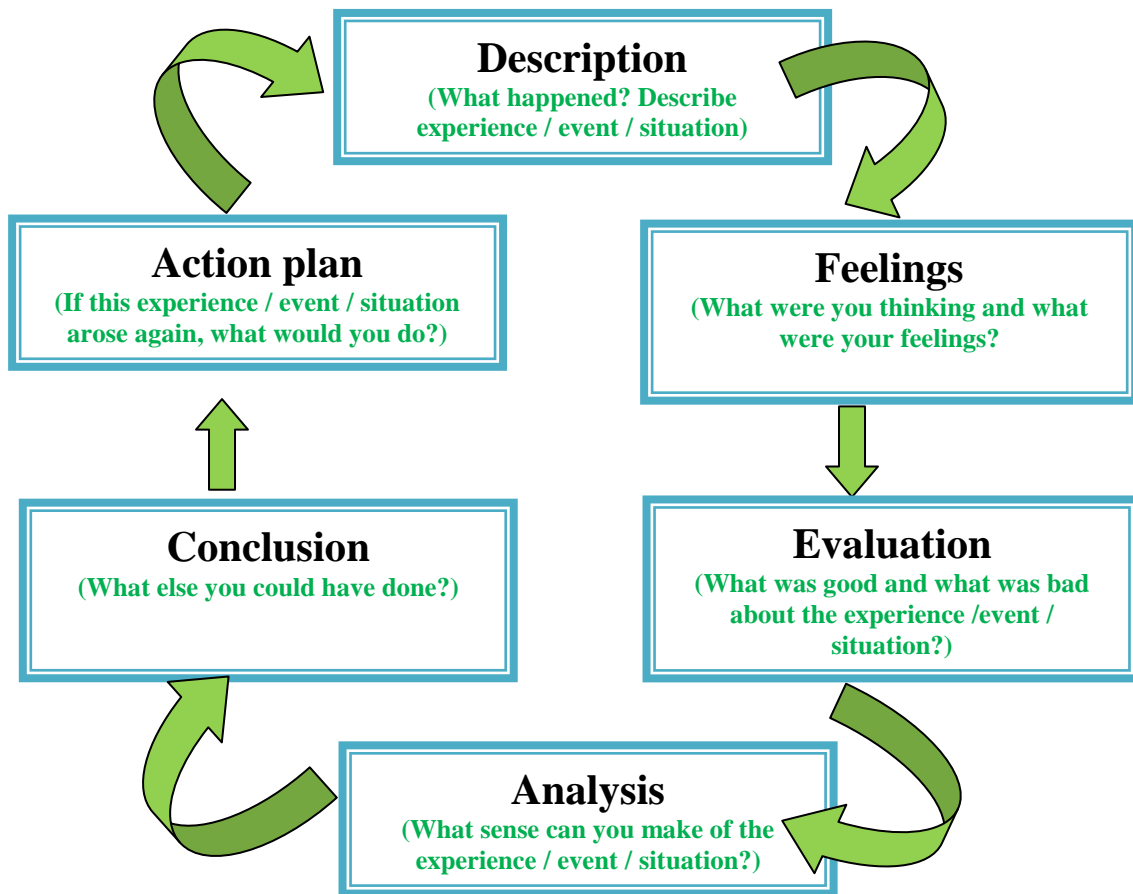 Description
(What happened? Describe
experience / event / situation)
Feelings
(What were you thinking and what
were your feelings?
Evaluation
(What was good and what was bad
about the experience /event /
situation?)
Analysis
(What sense can you make of the
experience / event / situation?)
Conclusion
(What else you could have done?)
Action plan
(If this experience / event / situation
arose again, what would you do?)